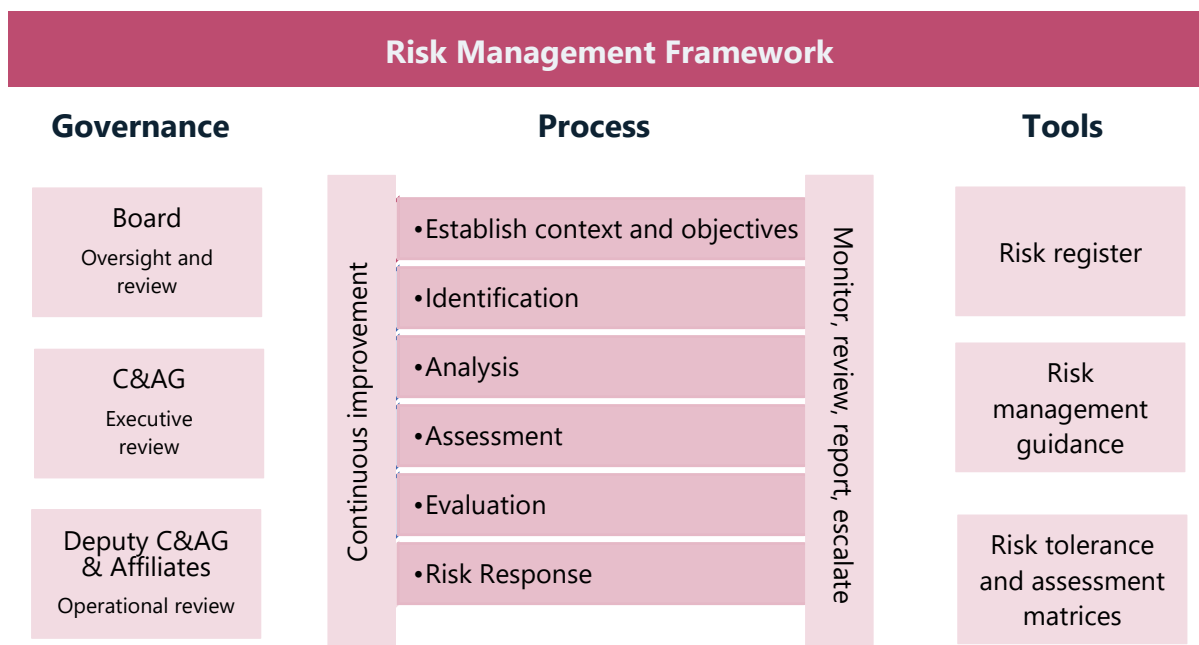 Risk Management Framework
Governance
Process
Tools
Board
Oversight and
review
C&AG
Executive
review
Deputy C&AG
& Affiliates
Operational review
Continuous improvement
•Establish context and objectives
•Identification
•Analysis
•Assessment
•Evaluation
•Risk Response
Monitor, review, report, escalate
Risk register
Risk
management
guidance
Risk tolerance
and assessment
matrices